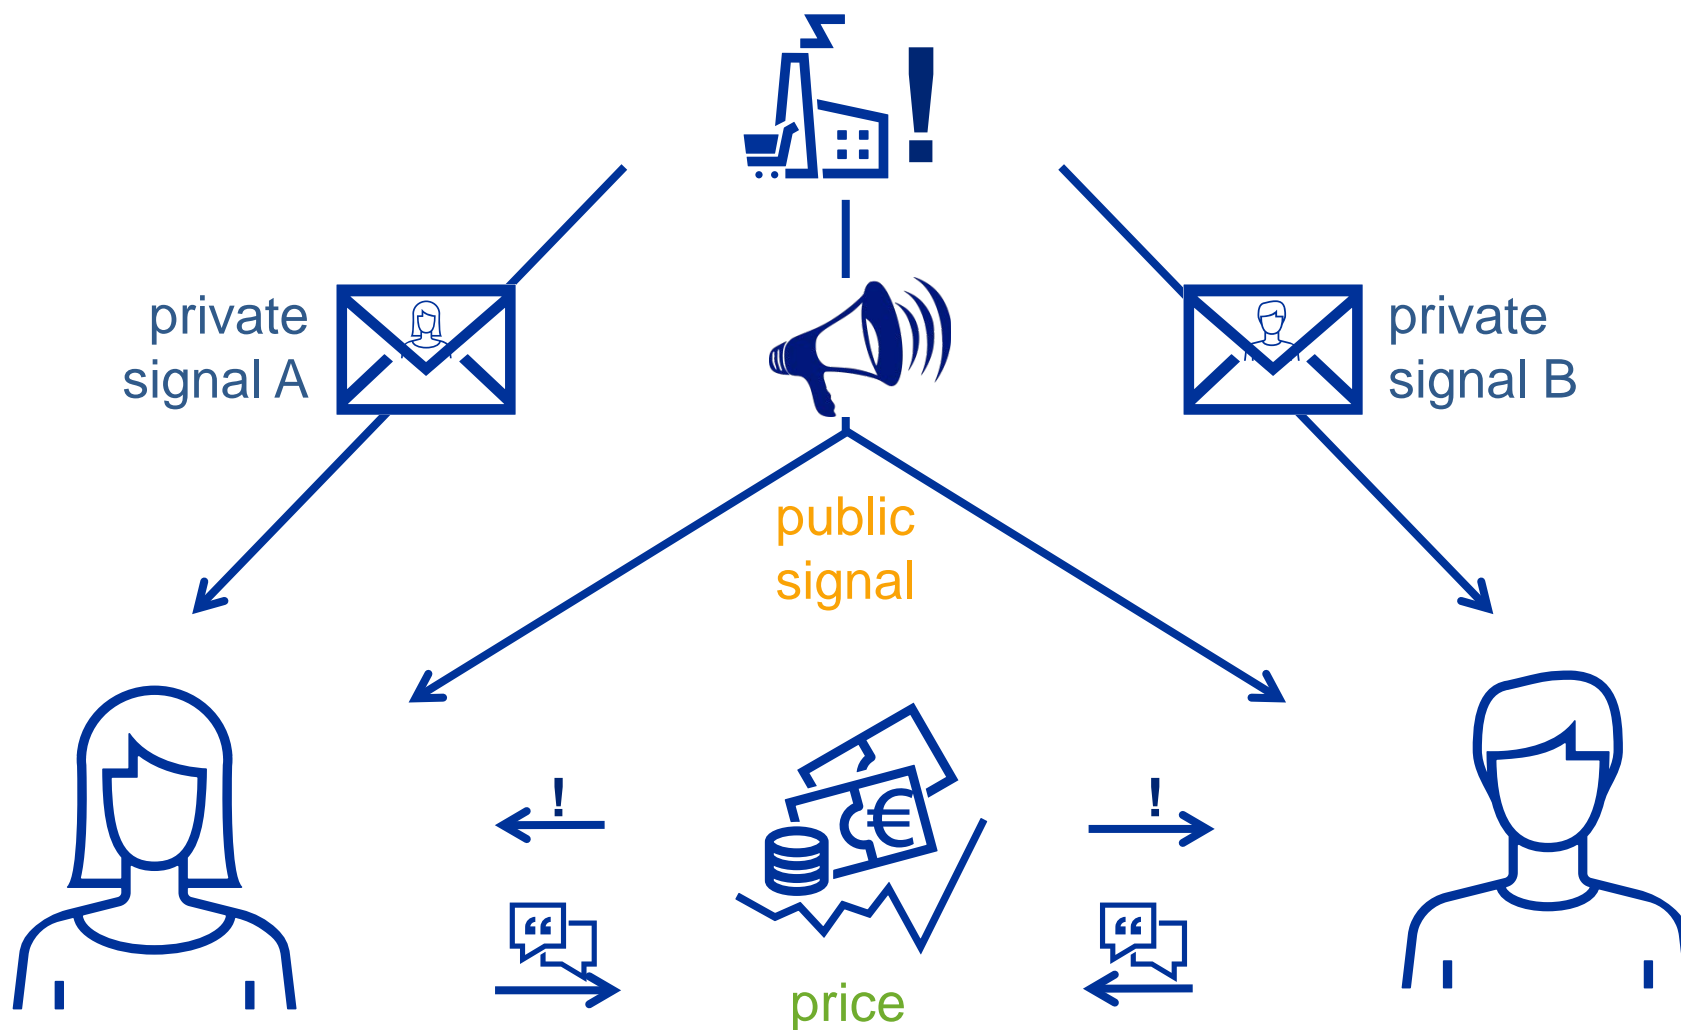 private
signal A
private
signal B
public
signal
price